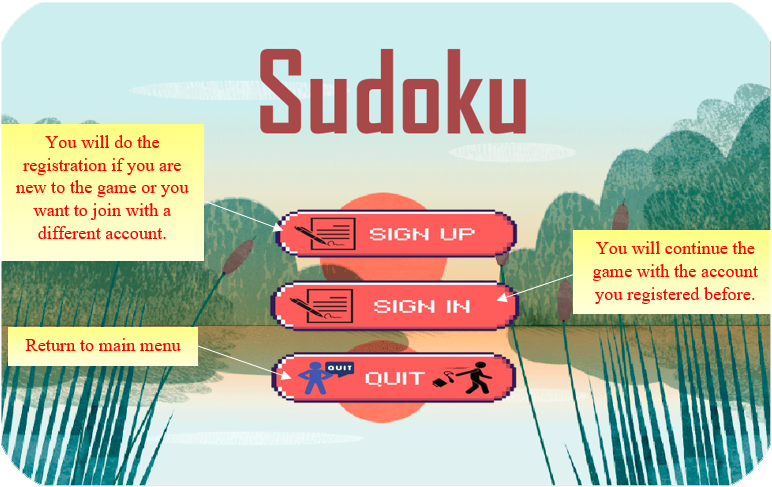 Sudoku
You will do the
registration if you are
new to the game or you
want to join with a
different account.
SIGN UP
You will continue the
game with the account
you registered before.
SIGN IN
Return to main menu
QUIT
QUIT